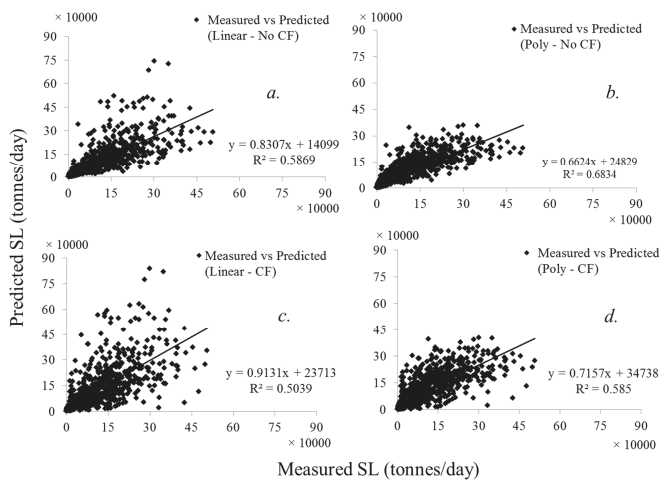 Predicted SL (tonnes/day)
× 10000
90
75
60
45
30
15
0
0 15 30 45 60 75 90
× 10000
Measured vs Predicted
(Linear - No CF)
a.
y = 0.8307x + 14099
R² = 0.5869
× 10000
90
75
60
45
30
15
0
0 15 30 45 60 75 90
× 10000
Measured vs Predicted
(Poly - No CF)
b.
y = 0.6624x + 24829
R² = 0.6834
× 10000
90
75
60
45
30
15
0
0 15 30 45 60 75 90
× 10000
Measured vs Predicted
(Linear - CF)
c.
y = 0.9131x + 23713
R² = 0.5039
× 10000
90
75
60
45
30
15
0
0 15 30 45 60 75 90
× 10000
Measured vs Predicted
(Poly - CF)
d.
y = 0.7157x + 34738
R² = 0.585
Measured SL (tonnes/day)